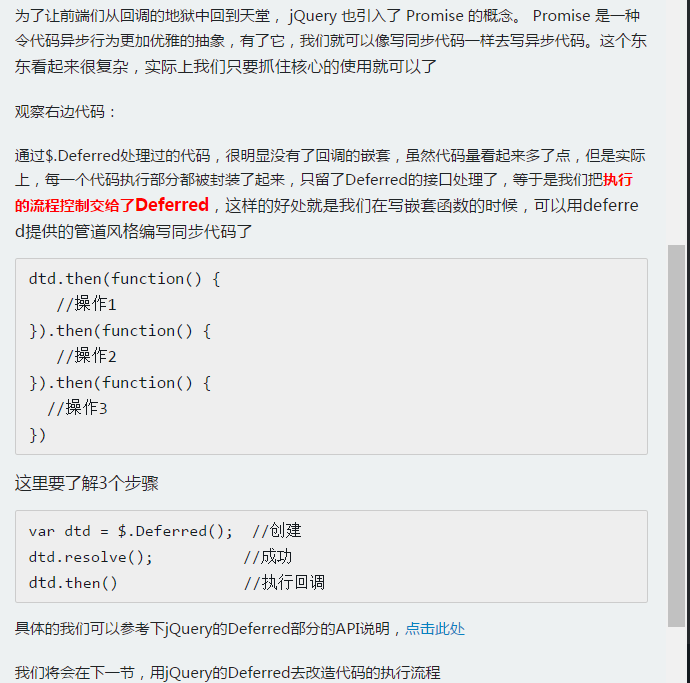 为了让前端们从回调的地狱中回到天堂， jQuery 也引入了 Promise 的概念。 Promise 是一种
令代码异步行为更加优雅的抽象，有了它，我们就可以像写同步代码一样去写异步代码。这个东
东看起来很复杂，实际上我们只要抓住核心的使用就可以了
观察右边代码：
通过$.Deferred处理过的代码，很明显没有了回调的嵌套，虽然代码量看起来多了点，但是实际
上，每一个代码执行部分都被封装了起来，只留了Deferred的接口处理了，等于是我们把执行
的流程控制交给了Deferred，这样的好处就是我们在写嵌套函数的时候，可以用deferre
d提供的管道风格编写同步代码了
dtd.then(function() {
   //操作1
}).then(function() {
   //操作2
}).then(function() {
  //操作3
})
这里要了解3个步骤
var dtd = $.Deferred();  //创建
dtd.resolve();          //成功
dtd.then()              //执行回调
具体的我们可以参考下jQuery的Deferred部分的API说明，点击此处
我们将会在下一节，用jQuery的Deferred去改造代码的执行流程